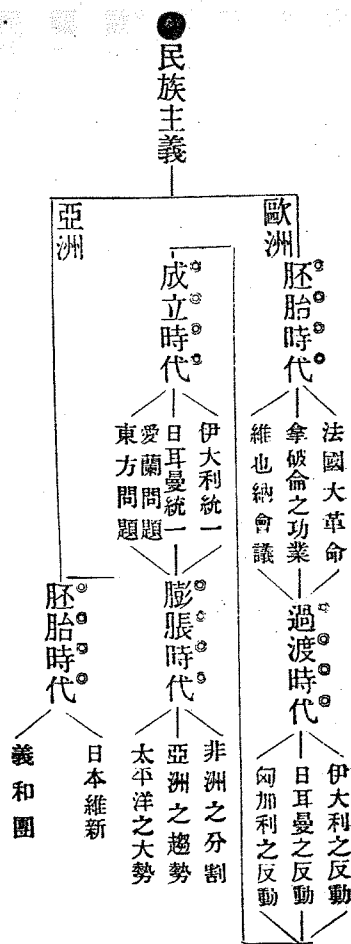 民族主義
歐洲
胚胎時代
法國大革命
拿破倫之功業
維也納會議
過渡時代
伊大利之反動
日耳曼之反動
匈加利之反動
成立時代
伊大利統一
日耳曼統一
愛蘭問題
東方問題
膨脹時代
非洲之分割
亞洲之趨勢
太平洋之大勢
亞洲
胚胎時代
日本維新
義和團